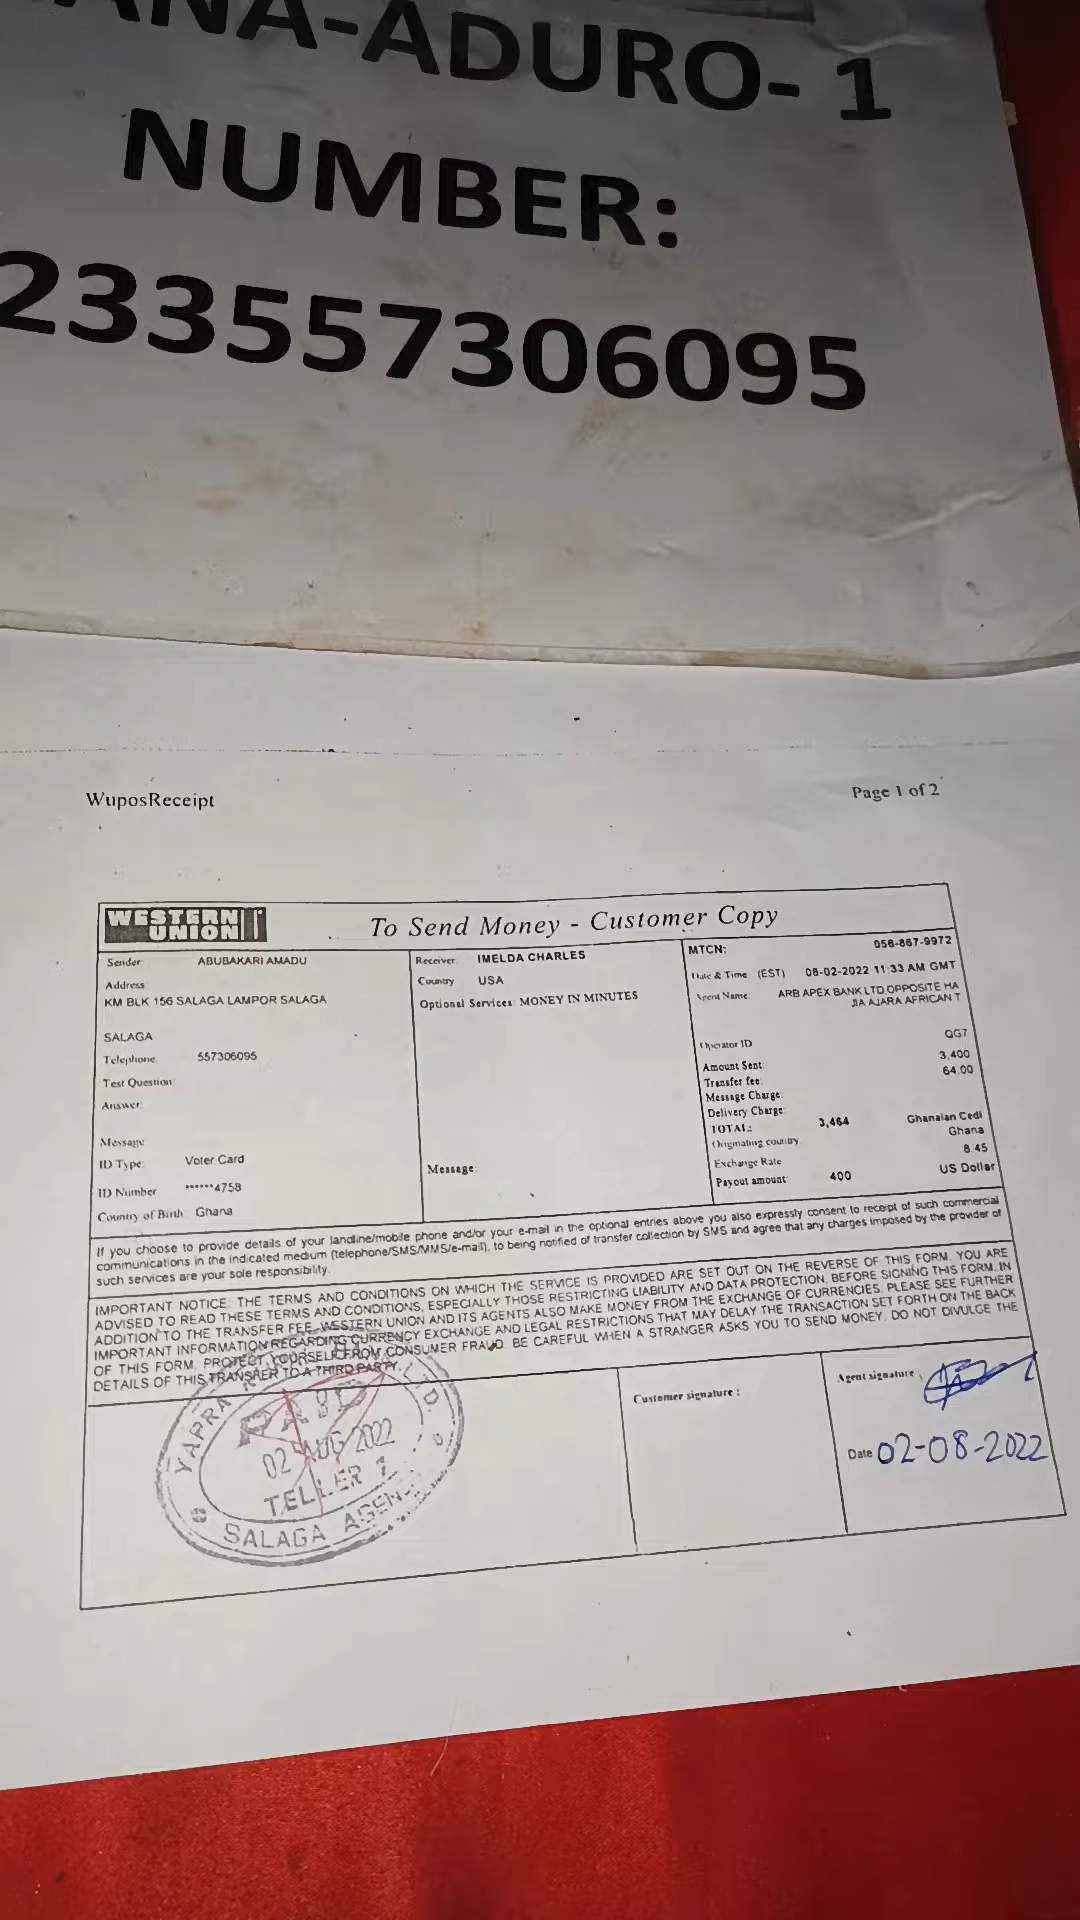 ANA-ADURO- 1
NUMBER:
233557306095
WuposReceipt
Page 1 of 2
WESTERN UNION
To Send Money - Customer Copy
Sender: ABUBAKARI AMADU
Address:
KM BLK 156 SALAGA LAMPOR SALAGA
SALAGA
Telephone 557306095
Test Question
Answer:
Message
ID Type: Voter Card
ID Number ******4758
Country of Birth Ghana
Receiver: IMELDA CHARLES
Country USA
Optional Services: MONEY IN MINUTES
Message:
MTCN: 056-867-9972
Date & Time (EST) 08-02-2022 11:33 AM GMT
Agent Name: ARB APEX BANK LTD OPPOSITE HA
JIA AJARA AFRICAN T
Operator ID QG7
Amount Sent: 3,400
Transfer fee: 64.00
Message Charge:
Delivery Charge:
TOTAL: 3,464 Ghanaian Cedi
Originating country Ghana
Exchange Rate 8.45
Payout amount: 400 US Dollar
If you choose to provide details of your landline/mobile phone and/or your e-mail in the optional entries above you also expressly consent to receipt of such commercial
communications in the indicated medium (telephone/SMS/MMS/e-mail), to being notified of transfer collection by SMS and agree that any charges imposed by the provider of
such services are your sole responsibility.
IMPORTANT NOTICE: THE TERMS AND CONDITIONS ON WHICH THE SERVICE IS PROVIDED ARE SET OUT ON THE REVERSE OF THIS FORM. YOU ARE
ADVISED TO READ THESE TERMS AND CONDITIONS, ESPECIALLY THOSE RESTRICTING LIABILITY AND DATA PROTECTION, BEFORE SIGNING THIS FORM. IN
ADDITION TO THE TRANSFER FEE, WESTERN UNION AND ITS AGENTS ALSO MAKE MONEY FROM THE EXCHANGE OF CURRENCIES. PLEASE SEE FURTHER
IMPORTANT INFORMATION REGARDING CURRENCY EXCHANGE AND LEGAL RESTRICTIONS THAT MAY DELAY THE TRANSACTION SET FORTH ON THE BACK
OF THIS FORM. PROTECT YOURSELF FROM CONSUMER FRAUD. BE CAREFUL WHEN A STRANGER ASKS YOU TO SEND MONEY. DO NOT DIVULGE THE
DETAILS OF THIS TRANSFER TO A THIRD PARTY.
YAPRA LTD.
PAID
02 AUG 2022
TELLER 1
SALAGA AGEN
Customer signature :
Agent signature :
Date 02-08-2022